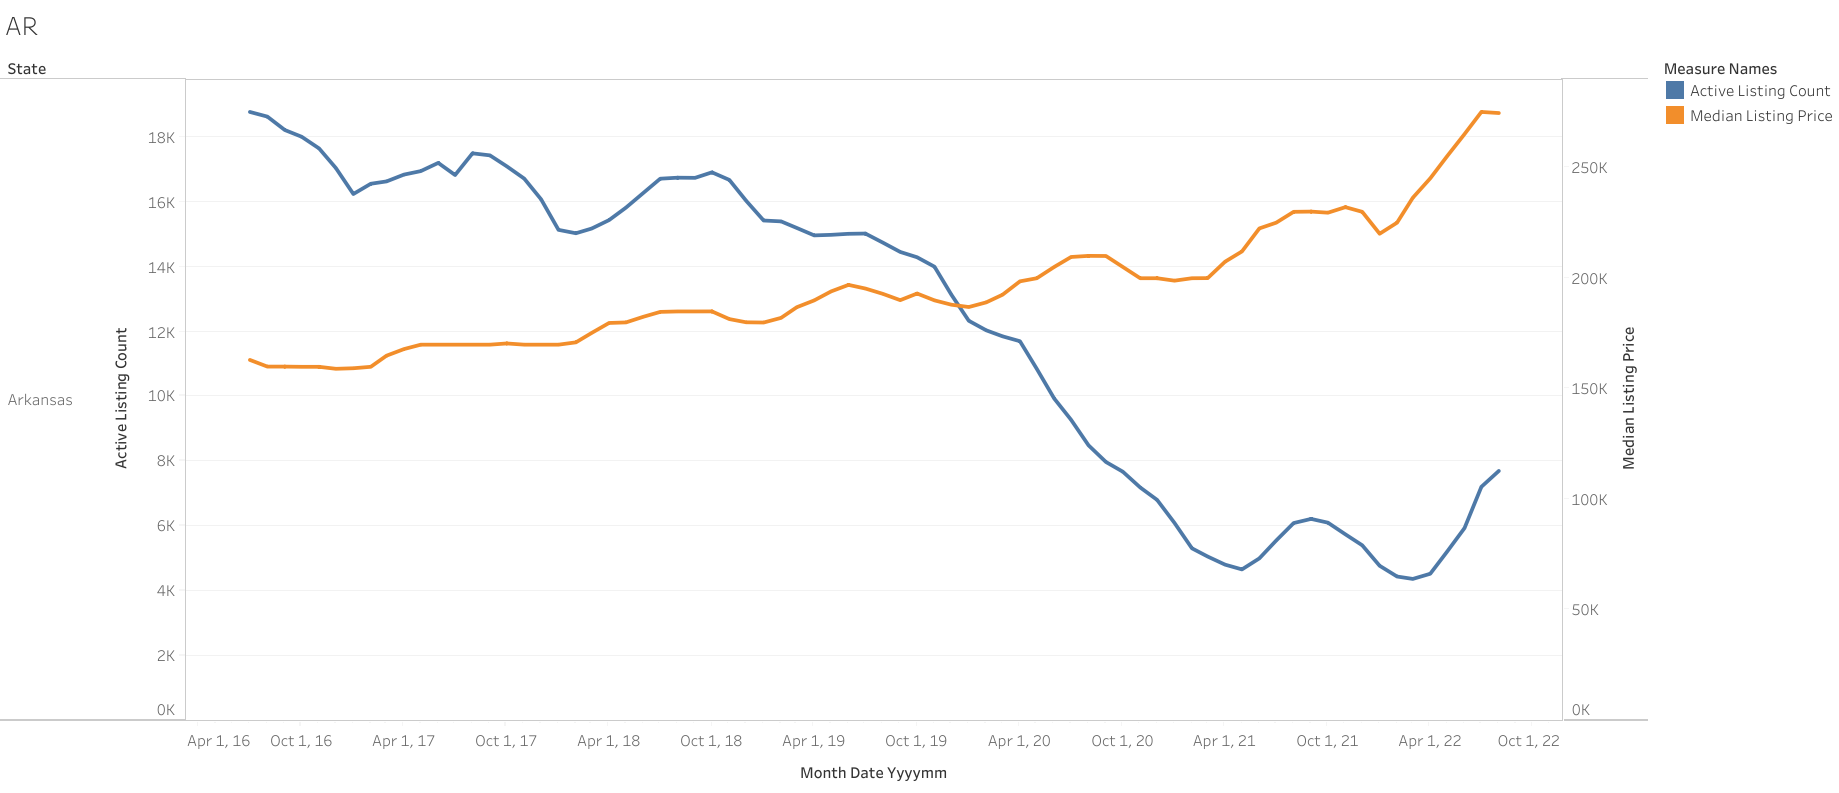 AR
State
Measure Names
Active Listing Count
Median Listing Price
Arkansas
Active Listing Count
18K
16K
14K
12K
10K
8K
6K
4K
2K
0K
250K
200K
150K
100K
50K
0K
Median Listing Price
Apr 1, 16 Oct 1, 16 Apr 1, 17 Oct 1, 17 Apr 1, 18 Oct 1, 18 Apr 1, 19 Oct 1, 19 Apr 1, 20 Oct 1, 20 Apr 1, 21 Oct 1, 21 Apr 1, 22 Oct 1, 22
Month Date Yyyymm